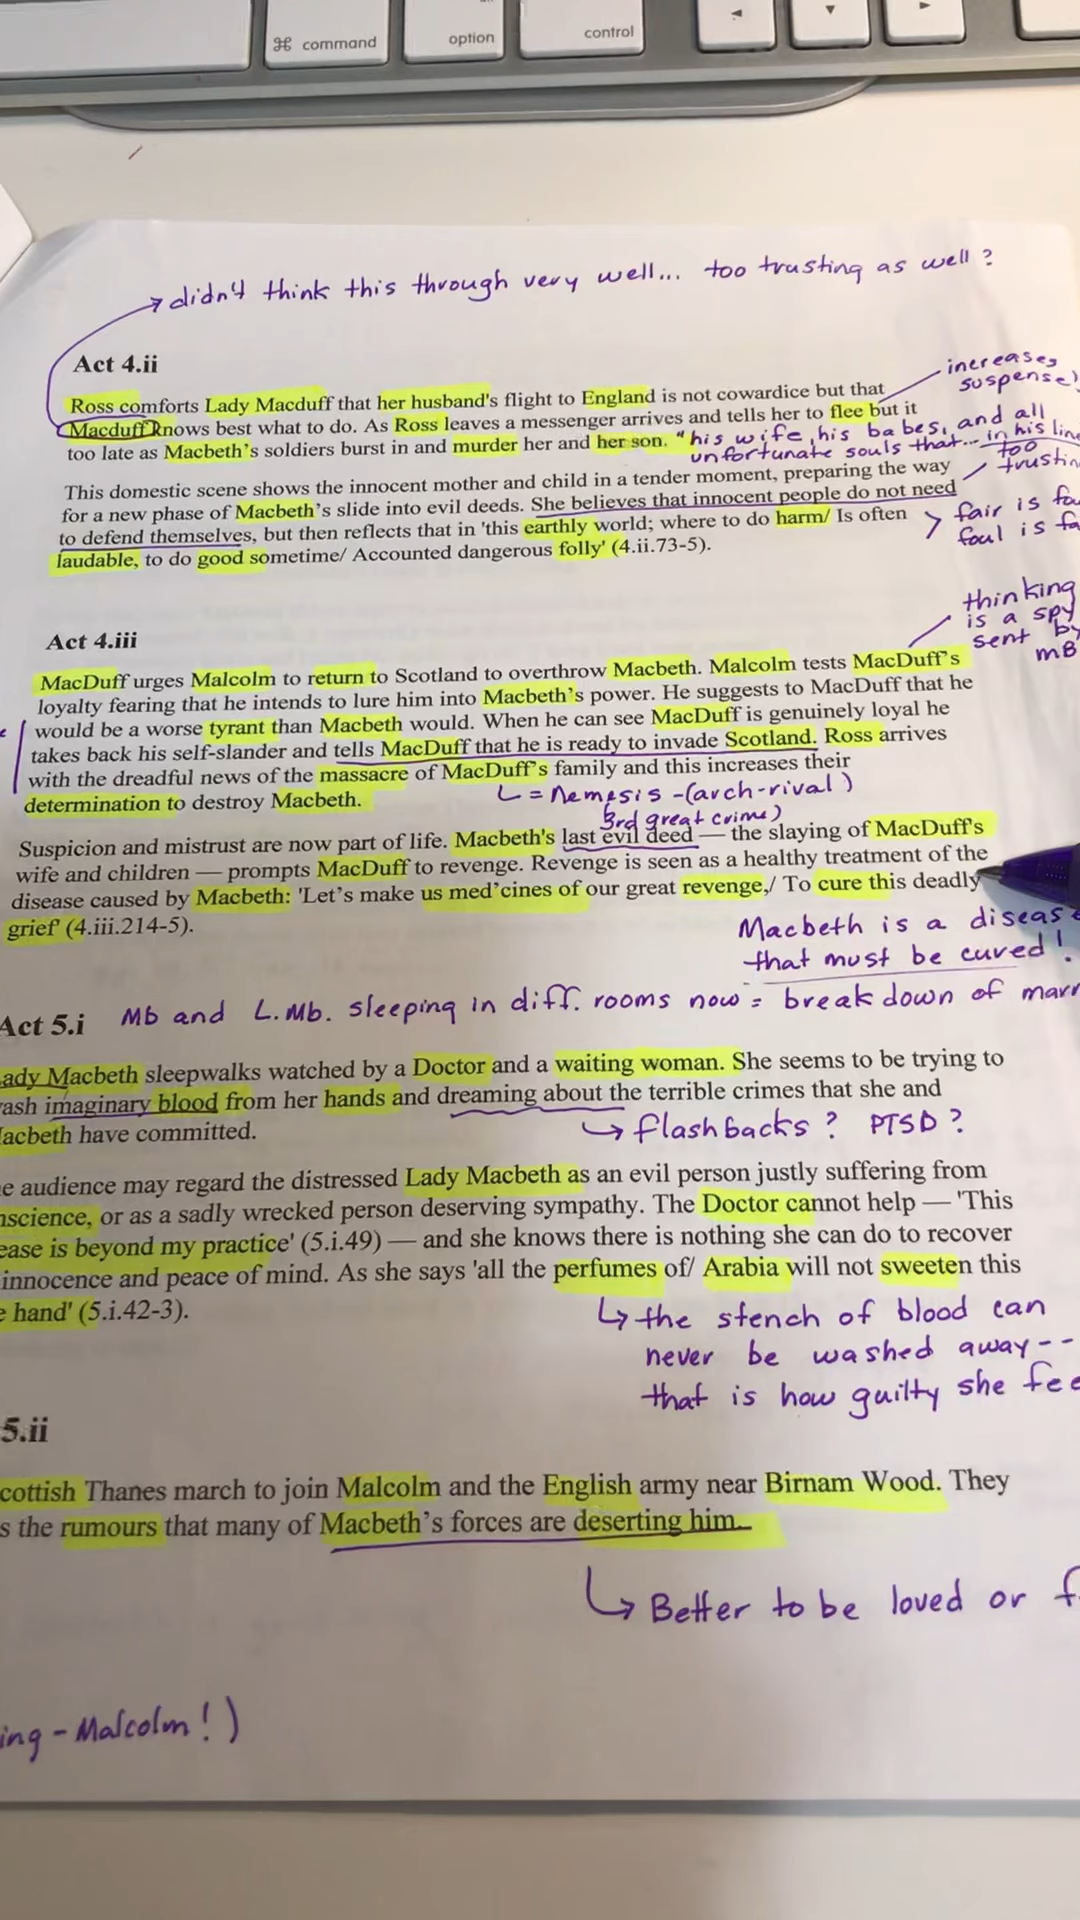 ⌘ command
option
control
didn't think this through very well... too trusting as well?
Act 4.ii
increases
suspense!
Ross comforts Lady Macduff that her husband's flight to England is not cowardice but that
Macduff knows best what to do. As Ross leaves a messenger arrives and tells her to flee but it
too late as Macbeth's soldiers burst in and murder her and her son.
"his wife, his babes, and all
unfortunate souls that... in his line
too
trustin
This domestic scene shows the innocent mother and child in a tender moment, preparing the way
for a new phase of Macbeth's slide into evil deeds. She believes that innocent people do not need
to defend themselves, but then reflects that in 'this earthly world; where to do harm/ Is often
laudable, to do good sometime/ Accounted dangerous folly' (4.ii.73-5).
fair is fou
foul is fa
Act 4.iii
thinking
is a spy
sent by
mB
MacDuff urges Malcolm to return to Scotland to overthrow Macbeth. Malcolm tests MacDuff's
loyalty fearing that he intends to lure him into Macbeth's power. He suggests to MacDuff that he
would be a worse tyrant than Macbeth would. When he can see MacDuff is genuinely loyal he
takes back his self-slander and tells MacDuff that he is ready to invade Scotland. Ross arrives
with the dreadful news of the massacre of MacDuff's family and this increases their
determination to destroy Macbeth.
= nemesis - (arch-rival)
3rd great crime)
Suspicion and mistrust are now part of life. Macbeth's last evil deed — the slaying of MacDuff's
wife and children — prompts MacDuff to revenge. Revenge is seen as a healthy treatment of the
disease caused by Macbeth: 'Let's make us med'cines of our great revenge,/ To cure this deadly
grief' (4.iii.214-5).
Macbeth is a disease
that must be cured!
Act 5.i
Mb and L.Mb. sleeping in diff. rooms now = breakdown of marr
ady Macbeth sleepwalks watched by a Doctor and a waiting woman. She seems to be trying to
ash imaginary blood from her hands and dreaming about the terrible crimes that she and
acbeth have committed.
flashbacks? PTSD?
e audience may regard the distressed Lady Macbeth as an evil person justly suffering from
nscience, or as a sadly wrecked person deserving sympathy. The Doctor cannot help — 'This
ease is beyond my practice' (5.i.49) — and she knows there is nothing she can do to recover
innocence and peace of mind. As she says 'all the perfumes of/ Arabia will not sweeten this
e hand' (5.i.42-3).
the stench of blood can
never be washed away--
that is how guilty she fee
5.ii
cottish Thanes march to join Malcolm and the English army near Birnam Wood. They
s the rumours that many of Macbeth's forces are deserting him.
Better to be loved or f
ing - Malcolm!)